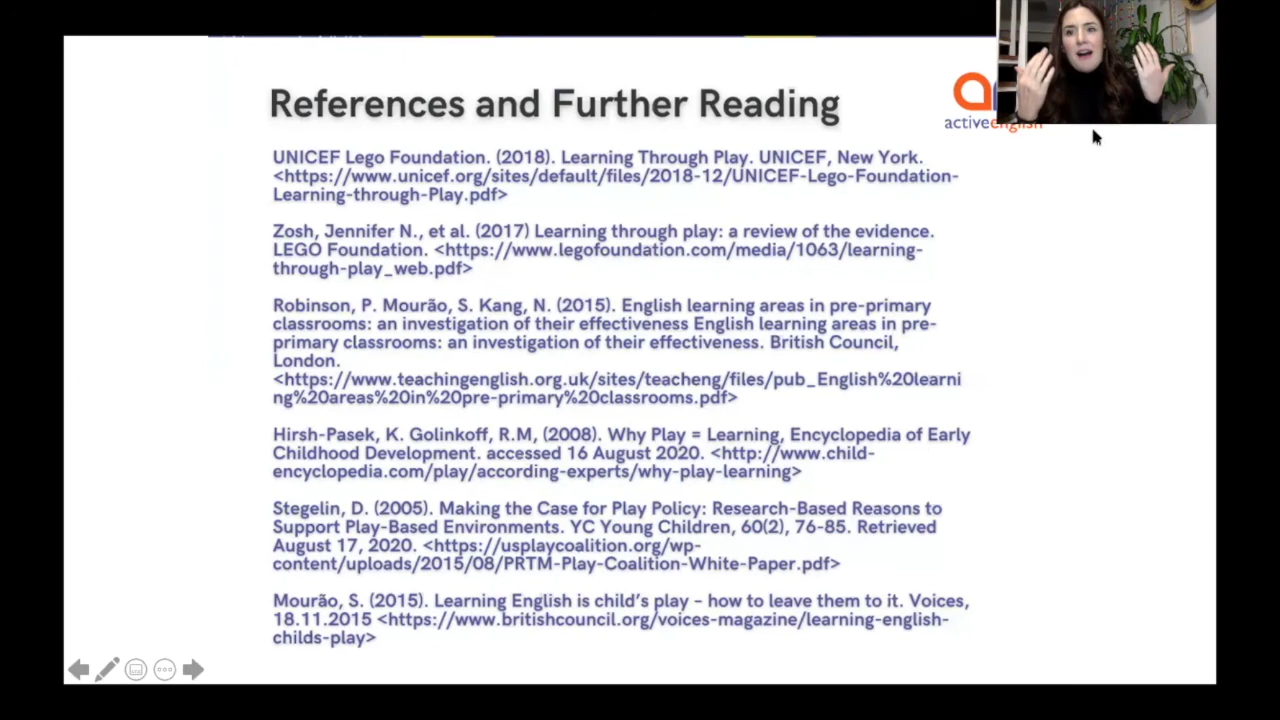 References and Further Reading
activeenglish
UNICEF Lego Foundation. (2018). Learning Through Play. UNICEF, New York.
<https://www.unicef.org/sites/default/files/2018-12/UNICEF-Lego-Foundation-
Learning-through-Play.pdf>
Zosh, Jennifer N., et al. (2017) Learning through play: a review of the evidence.
LEGO Foundation. <https://www.legofoundation.com/media/1063/learning-
through-play_web.pdf>
Robinson, P. Mourão, S. Kang, N. (2015). English learning areas in pre-primary
classrooms: an investigation of their effectiveness English learning areas in pre-
primary classrooms: an investigation of their effectiveness. British Council,
London.
<https://www.teachingenglish.org.uk/sites/teacheng/files/pub_English%20learni
ng%20areas%20in%20pre-primary%20classrooms.pdf>
Hirsh-Pasek, K. Golinkoff, R.M, (2008). Why Play = Learning, Encyclopedia of Early
Childhood Development. accessed 16 August 2020. <http://www.child-
encyclopedia.com/play/according-experts/why-play-learning>
Stegelin, D. (2005). Making the Case for Play Policy: Research-Based Reasons to
Support Play-Based Environments. YC Young Children, 60(2), 76-85. Retrieved
August 17, 2020. <https://usplaycoalition.org/wp-
content/uploads/2015/08/PRTM-Play-Coalition-White-Paper.pdf>
Mourão, S. (2015). Learning English is child's play – how to leave them to it. Voices,
18.11.2015 <https://www.britishcouncil.org/voices-magazine/learning-english-
childs-play>